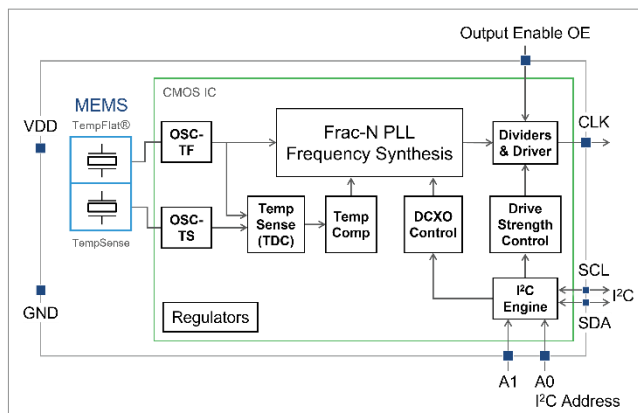 Output Enable OE
CMOS IC
MEMS
TempFlat®
VDD
OSC-
TF
Frac-N PLL
Frequency Synthesis
Dividers
& Driver
CLK
TempSense
OSC-
TS
Temp
Sense
(TDC)
Temp
Comp
DCXO
Control
Drive
Strength
Control
GND
Regulators
I²C
Engine
SCL
I²C
SDA
A1
A0
I²C Address